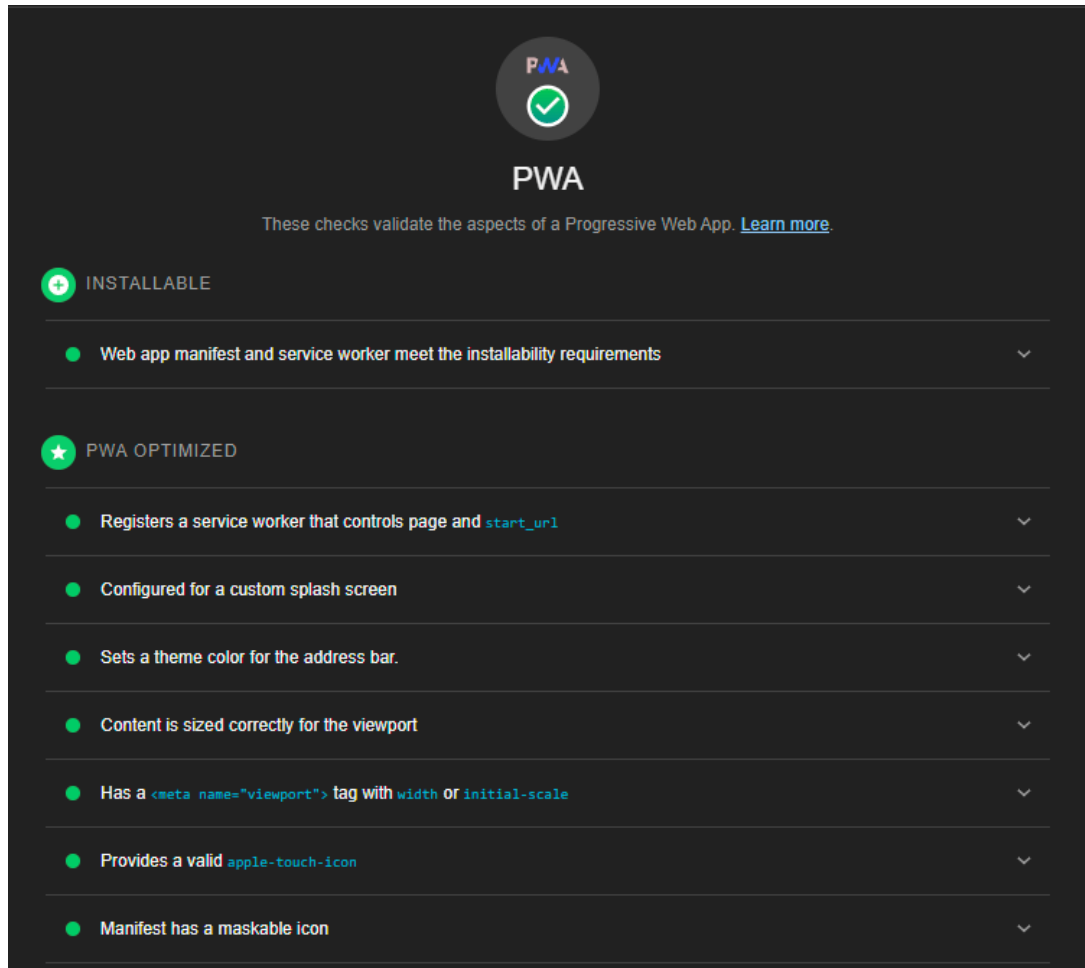 PWA
PWA
These checks validate the aspects of a Progressive Web App. Learn more.
INSTALLABLE
Web app manifest and service worker meet the installability requirements
PWA OPTIMIZED
Registers a service worker that controls page and start_url
Configured for a custom splash screen
Sets a theme color for the address bar.
Content is sized correctly for the viewport
Has a <meta name="viewport"> tag with width or initial-scale
Provides a valid apple-touch-icon
Manifest has a maskable icon